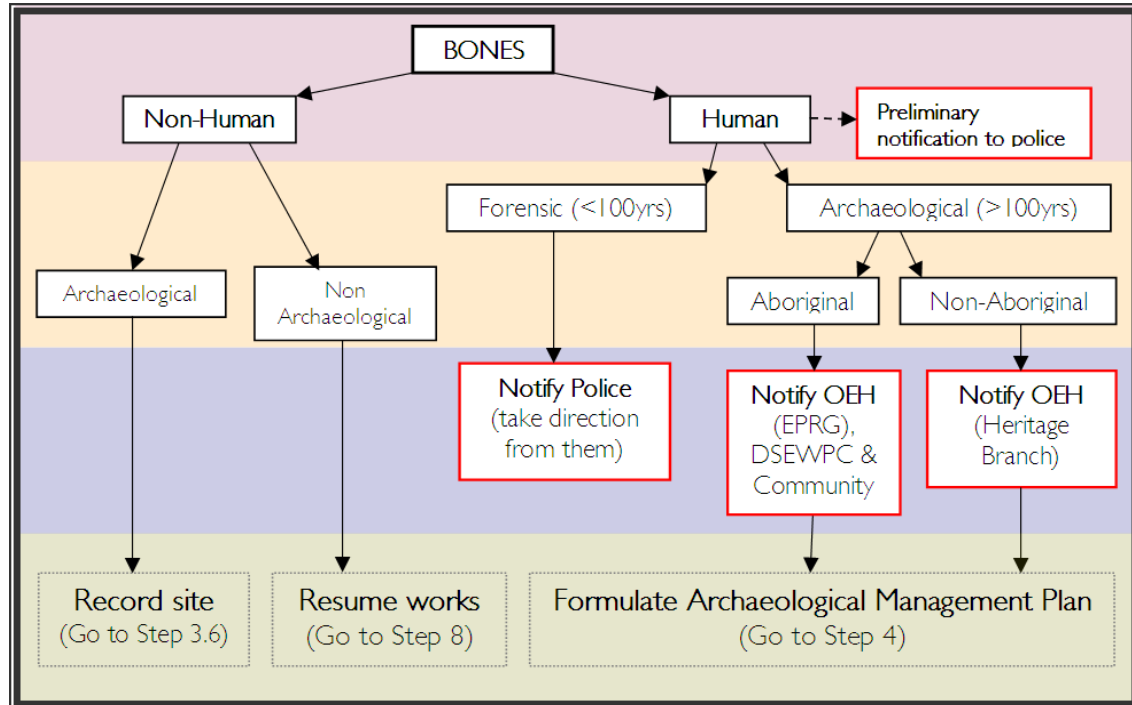 BONES
Non-Human
Human
Preliminary
notification to police
Forensic (<100yrs)
Archaeological (>100yrs)
Archaeological
Non
Archaeological
Aboriginal
Non-Aboriginal
Notify Police
(take direction
from them)
Notify OEH
(EPRG),
DSEWPC &
Community
Notify OEH
(Heritage
Branch)
Record site
(Go to Step 3.6)
Resume works
(Go to Step 8)
Formulate Archaeological Management Plan
(Go to Step 4)